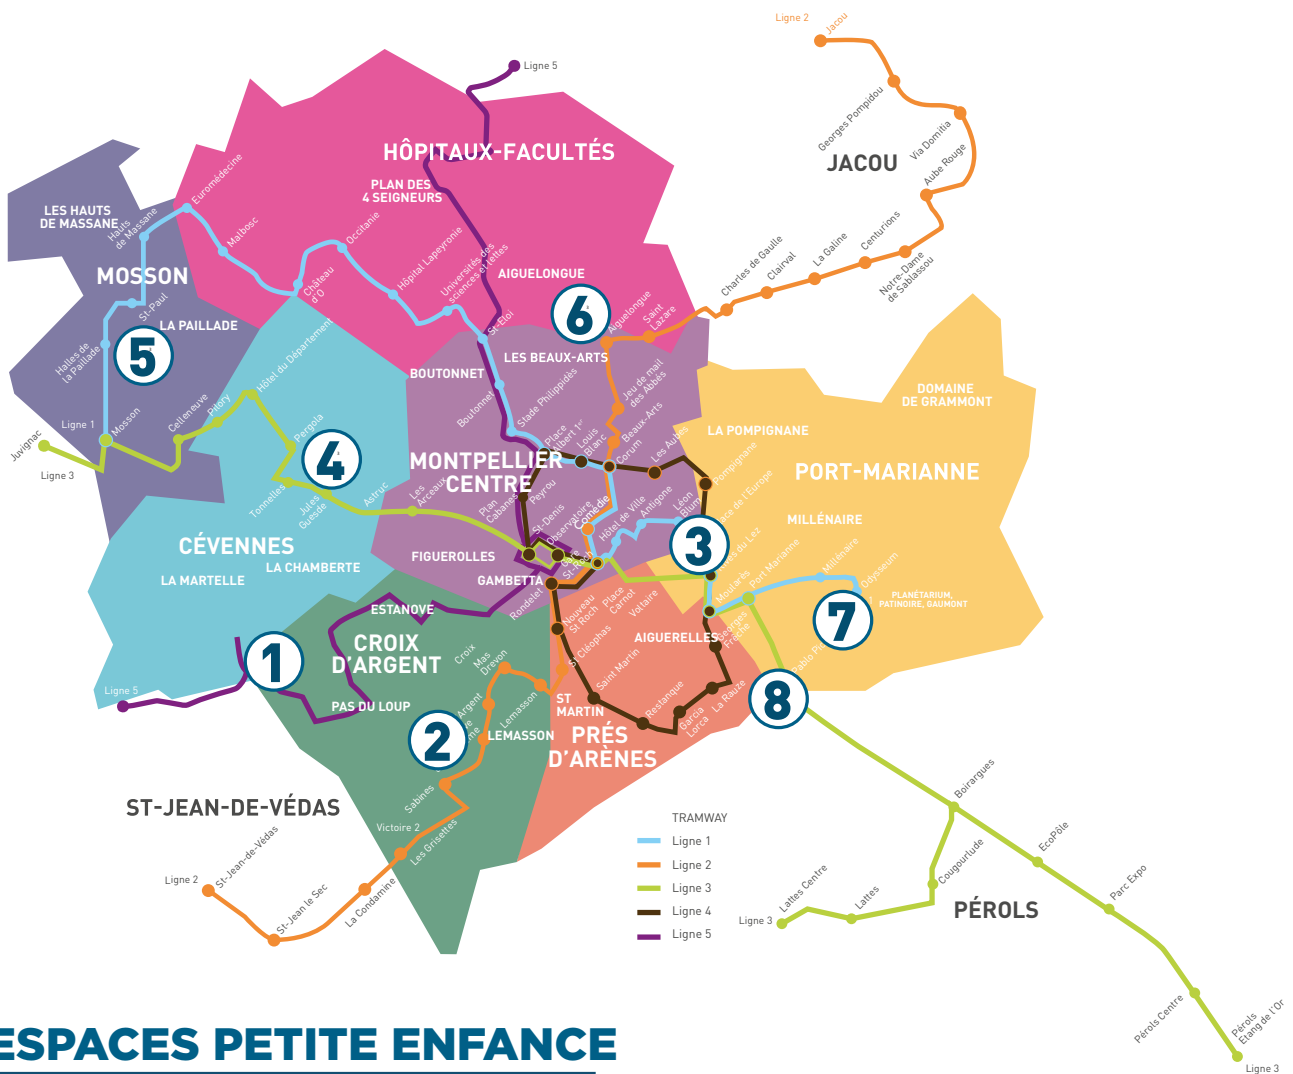 Ligne 2
Jacou
Georges Pompidou
Via Domitia
Aube Rouge
JACOU
Centurions
Notre-Dame
de Sablassou
La Galine
Clairval
Charles de Gaulle
Ligne 5
HÔPITAUX-FACULTÉS
PLAN DES
4 SEIGNEURS
Euromédecine
Malbosc
Château
d'O
Occitanie
Hôpital Lapeyronie
Universités des
sciences et lettes
St-Eloi
AIGUELONGUE
6
Aiguelongue
Saint
Lazare
LES HAUTS
DE MASSANE
Hauts
de Massane
MOSSON
St-Paul
LA PAILLADE
5
Halles de
la Paillade
Ligne 1
Mosson
Juvignac
Ligne 3
Celleneuve
Pilory
Hôtel du Département
Pergola
4
Tonnelles
Jules
Guesde
Astruc
Les
Arceaux
LES BEAUX-ARTS
BOUTONNET
Boutonnet
Stade Philippidès
Place
Albert 1er
Louis
Blanc
Jeu de mail
des Abbés
Beaux-Arts
Corum
Les Aubes
MONTPELLIER
CENTRE
Plan
Cabanes
Peyrou
St-Denis
Observatoire
Gare
St-Roch
Comédie
Hôtel de Ville
Antigone
Léon
Blum
FIGUEROLLES
GAMBETTA
Rondelet
DOMAINE
DE GRAMMONT
LA POMPIGNANE
Pompignane
PORT-MARIANNE
MILLÉNAIRE
Place de l'Europe
3
Rives du Lez
Moularès
Port Marianne
Millénaire
Odysseum
PLANÉTARIUM,
PATINOIRE, GAUMONT
7
Georges
Frêche
8
CÉVENNES
LA CHAMBERTE
LA MARTELLE
1
Ligne 5
ESTANOVE
CROIX
D'ARGENT
PAS DU LOUP
2
Croix
Argent
Mas
Drevon
Lemasson
LEMASSON
Sabines
Victoire 2
Les Grisettes
Nouveau
St Roch
Place
Carnot
Voltaire
AIGUERELLES
St Cléophas
Saint Martin
ST
MARTIN
Restanque
Garcia
Lorca
La Rauze
PRÉS
D'ARÈNES
ST-JEAN-DE-VÉDAS
Ligne 2
St-Jean-de-Védas
St-Jean le Sec
La Condamine
TRAMWAY
Ligne 1
Ligne 2
Ligne 3
Ligne 4
Ligne 5
Boirargues
Cougourlude
Lattes
Lattes Centre
Ligne 3
EcoPôle
Parc Expo
PÉROLS
Pérols Centre
Pérols
Etang de l'Or
Ligne 3
ESPACES PETITE ENFANCE